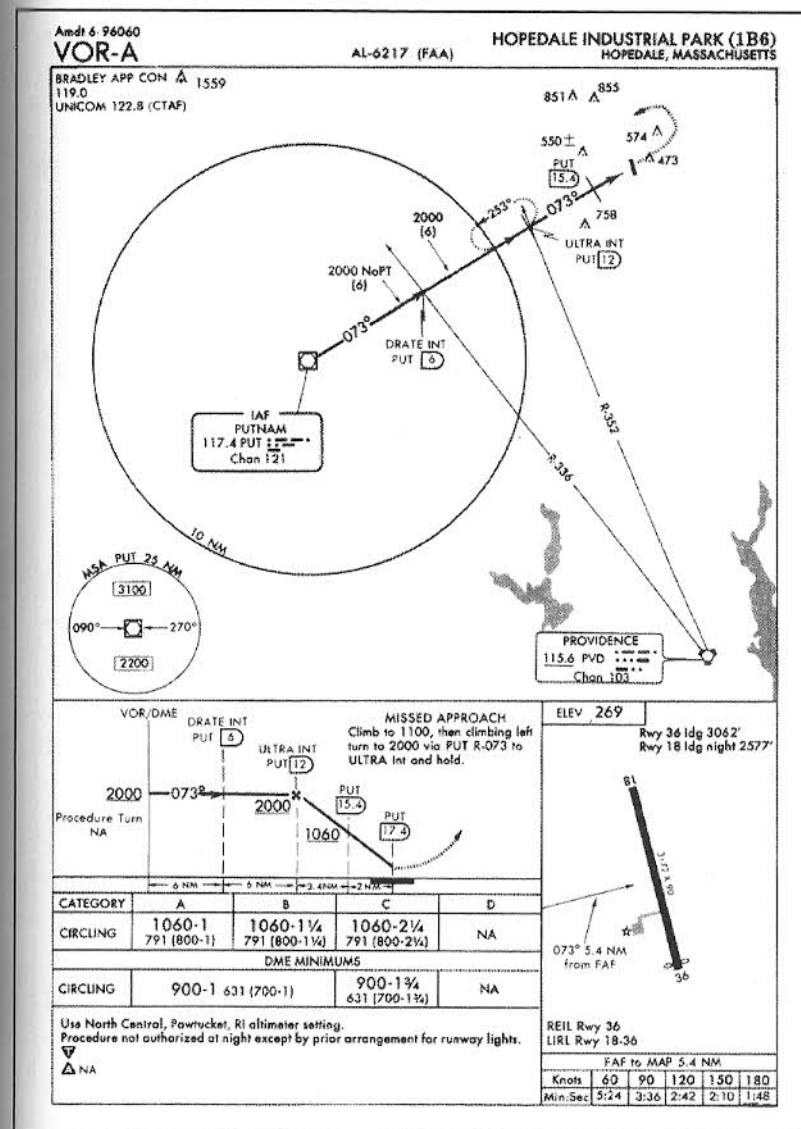 Amdt 6 96060
VOR-A
AL-6217 (FAA)
HOPEDALE INDUSTRIAL PARK (1B6)
HOPEDALE, MASSACHUSETTS
BRADLEY APP CON
119.0
UNICOM 122.8 (CTAF)
1559
851
855
550±
574
473
PUT
15.4
073°
758
253°
2000
(6)
ULTRA INT
PUT 12
2000 NoPT
(6)
073°
DRATE INT
PUT 6
IAF
PUTNAM
117.4 PUT
Chan 121
R-352
R-336
10 NM
MSA PUT 25 NM
3100
090°
270°
2200
PROVIDENCE
115.6 PVD
Chan 103
VOR/DME
DRATE INT
PUT 6
ULTRA INT
PUT 12
MISSED APPROACH
Climb to 1100, then climbing left
turn to 2000 via PUT R-073 to
ULTRA Int and hold.
2000
073°
2000
PUT
15.4
PUT
17.4
1060
Procedure Turn
NA
6 NM
6 NM
3.4NM
2 NM
ELEV 269
Rwy 36 ldg 3062'
Rwy 18 ldg night 2577'
18
3172 X 90
36
073° 5.4 NM
from FAF
REIL Rwy 36
LIRL Rwy 18-36
CATEGORY A B C D
CIRCLING 1060-1 1060-1¼ 1060-2¼ NA
791 (800-1) 791 (800-1¼) 791 (800-2¼)
DME MINIMUMS
CIRCLING 900-1 631 (700-1) 900-1¾ NA
631 (700-1¾)
Use North Central, Pawtucket, RI altimeter setting.
Procedure not authorized at night except by prior arrangement for runway lights.
T
A NA
FAF to MAP 5.4 NM
Knots 60 90 120 150 180
Min:Sec 5:24 3:36 2:42 2:10 1:48